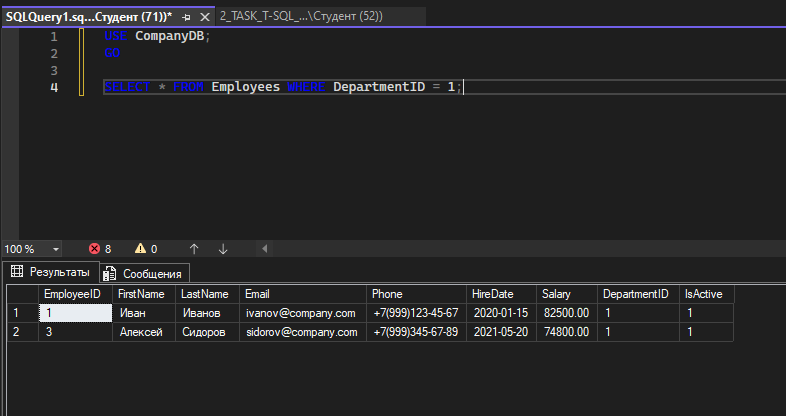 SQLQuery1.sq...Студент (71))* 2_TASK_T-SQL_...\Студент (52))
1 USE CompanyDB;
2 GO
3
4 SELECT * FROM Employees WHERE DepartmentID = 1;
100 % 8 0
Результаты Сообщения
EmployeeID FirstName LastName Email Phone HireDate Salary DepartmentID IsActive
1 1 Иван Иванов ivanov@company.com +7(999)123-45-67 2020-01-15 82500.00 1 1
2 3 Алексей Сидоров sidorov@company.com +7(999)345-67-89 2021-05-20 74800.00 1 1